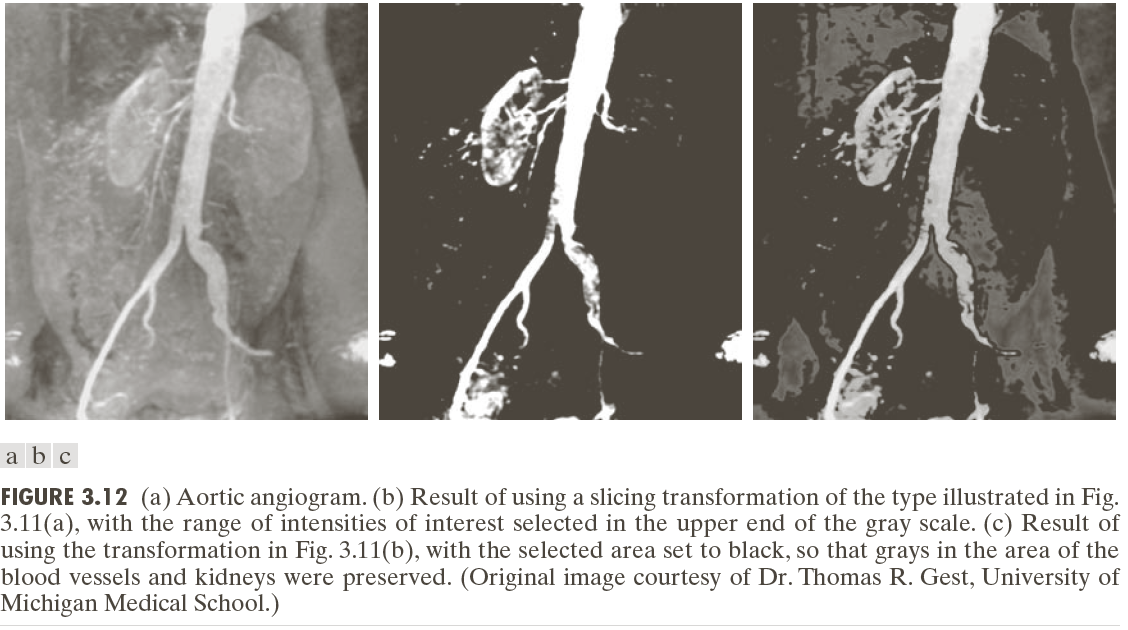 a b c
FIGURE 3.12 (a) Aortic angiogram. (b) Result of using a slicing transformation of the type illustrated in Fig.
3.11(a), with the range of intensities of interest selected in the upper end of the gray scale. (c) Result of
using the transformation in Fig. 3.11(b), with the selected area set to black, so that grays in the area of the
blood vessels and kidneys were preserved. (Original image courtesy of Dr. Thomas R. Gest, University of
Michigan Medical School.)